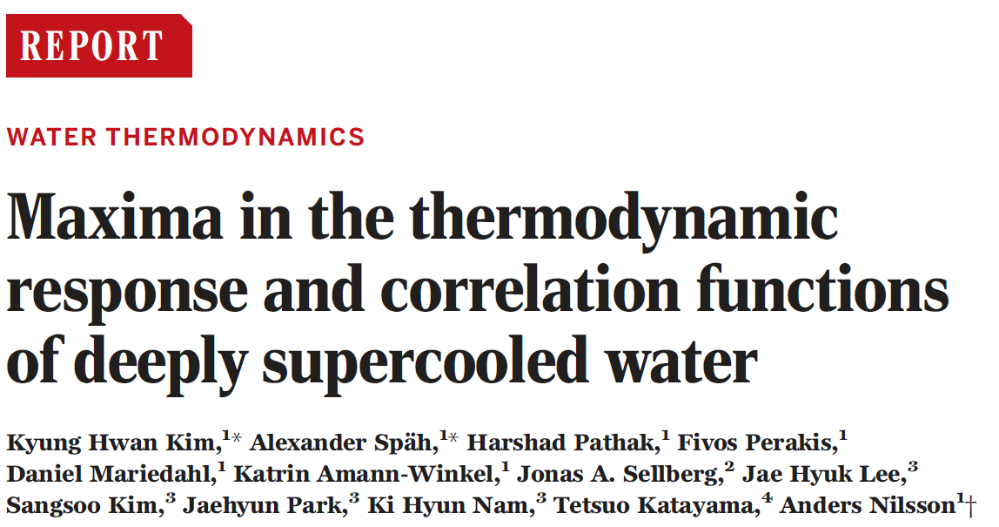 REPORT
WATER THERMODYNAMICS
Maxima in the thermodynamic
response and correlation functions
of deeply supercooled water
Kyung Hwan Kim,¹* Alexander Späh,¹* Harshad Pathak,¹ Fivos Perakis,¹
Daniel Mariedahl,¹ Katrin Amann-Winkel,¹ Jonas A. Sellberg,² Jae Hyuk Lee,³
Sangsoo Kim,³ Jaehyun Park,³ Ki Hyun Nam,³ Tetsuo Katayama,⁴ Anders Nilsson¹†